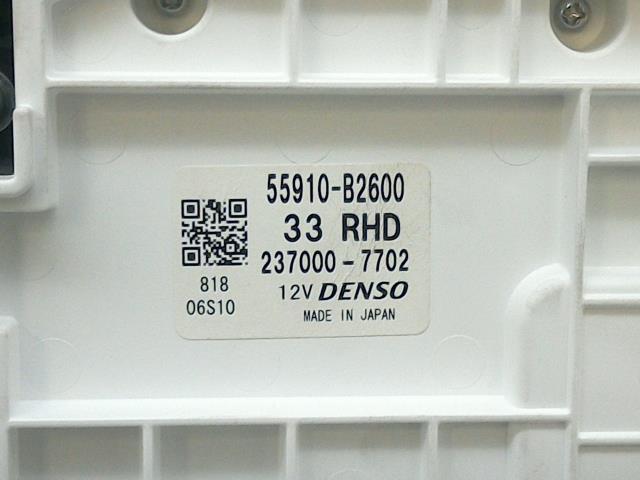 55910-B2600
33 RHD
237000-7702
818
12V DENSO
06S10
MADE IN JAPAN